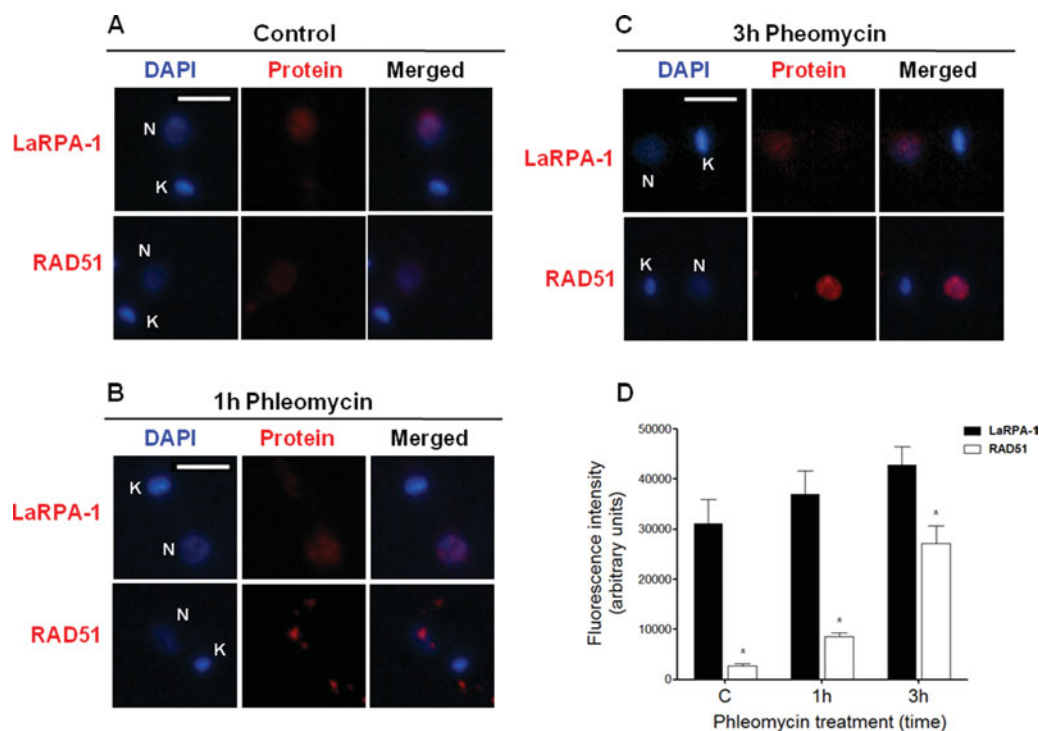 A
Control
DAPI Protein Merged
LaRPA-1
N
K
RAD51
N
K
B
1h Phleomycin
DAPI Protein Merged
LaRPA-1
K
N
RAD51
N
K
C
3h Pheomycin
DAPI Protein Merged
LaRPA-1
N
K
RAD51
K N
D
50000
40000
30000
20000
10000
0
Fluorescence intensity
(arbitrary units)
LaRPA-1
RAD51
*
*
*
C 1h 3h
Phleomycin treatment (time)